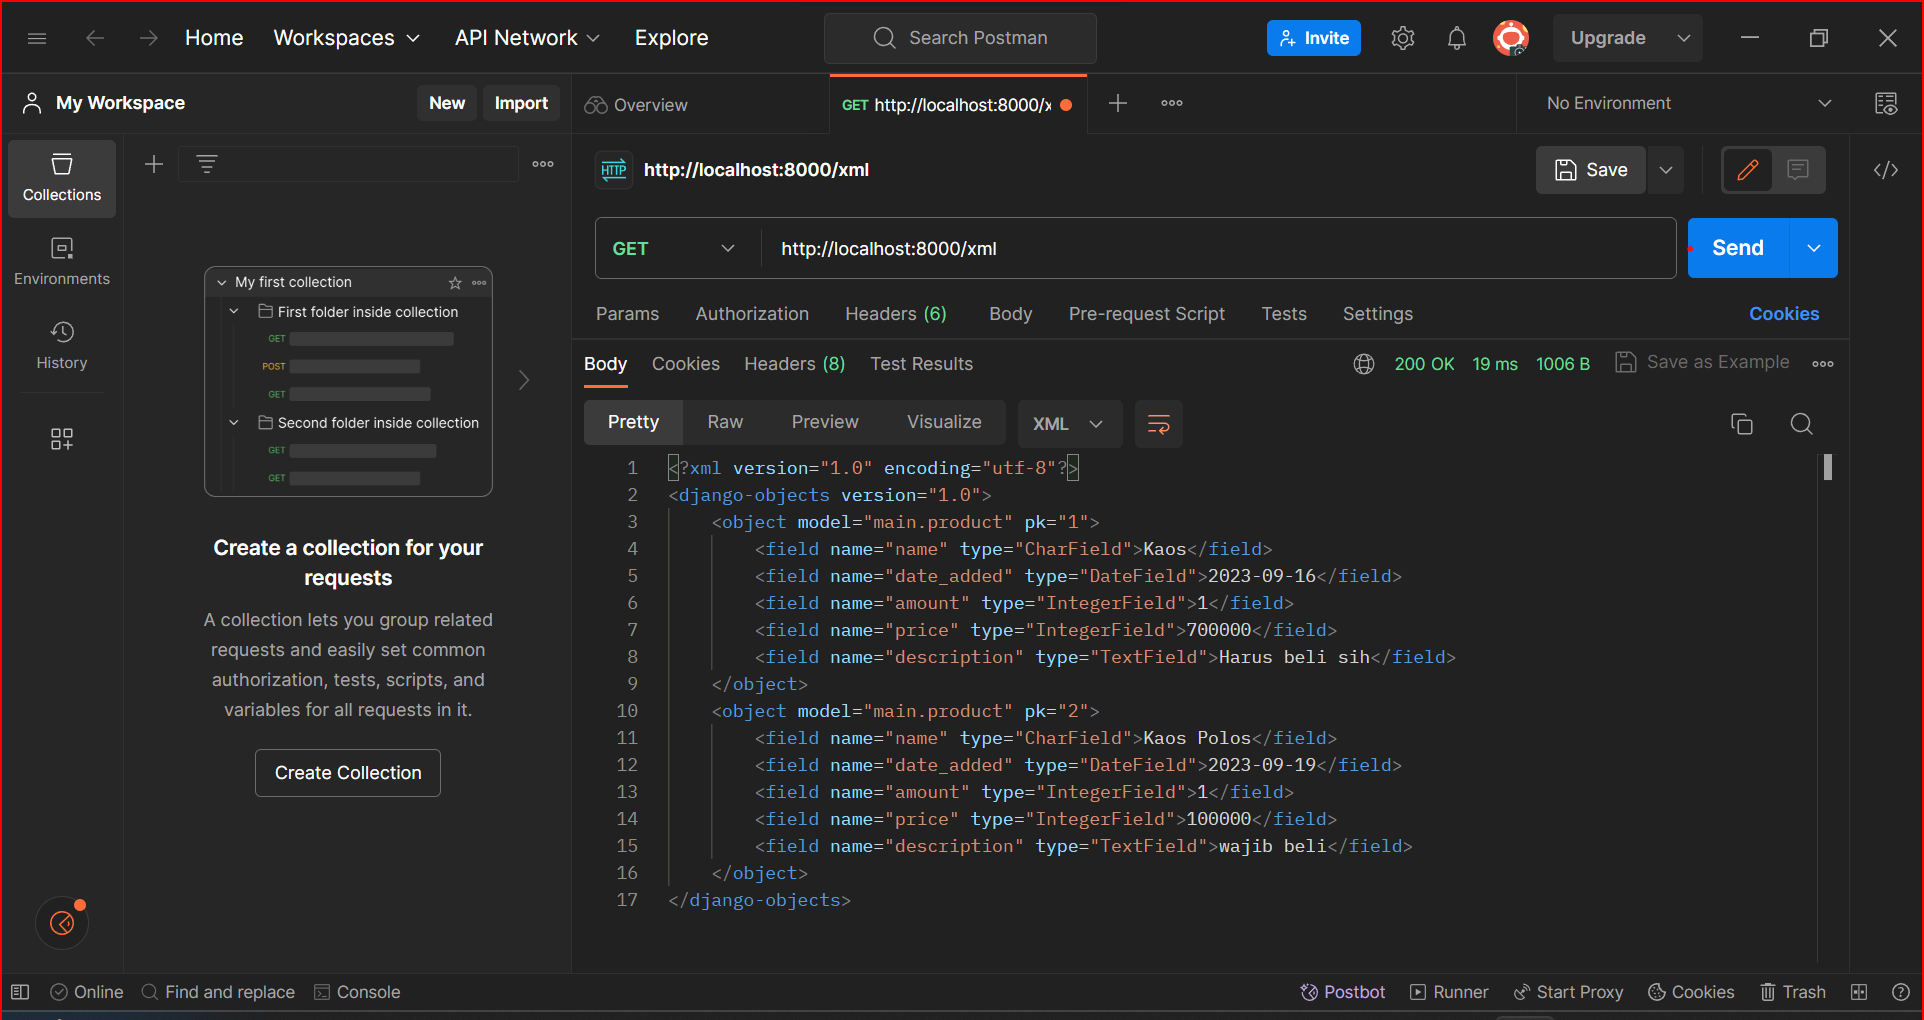 Home Workspaces API Network Explore Search Postman Invite Upgrade
My Workspace New Import Overview GET http://localhost:8000/x No Environment
HTTP http://localhost:8000/xml Save
Collections
Environments
History
My first collection
First folder inside collection
GET
POST
GET
Second folder inside collection
GET
GET
Create a collection for your
requests
A collection lets you group related
requests and easily set common
authorization, tests, scripts, and
variables for all requests in it.
Create Collection
GET http://localhost:8000/xml Send
Params Authorization Headers (6) Body Pre-request Script Tests Settings Cookies
Body Cookies Headers (8) Test Results 200 OK 19 ms 1006 B Save as Example
Pretty Raw Preview Visualize XML
1 <?xml version="1.0" encoding="utf-8"?>
2 <django-objects version="1.0">
3 <object model="main.product" pk="1">
4 <field name="name" type="CharField">Kaos</field>
5 <field name="date_added" type="DateField">2023-09-16</field>
6 <field name="amount" type="IntegerField">1</field>
7 <field name="price" type="IntegerField">700000</field>
8 <field name="description" type="TextField">Harus beli sih</field>
9 </object>
10 <object model="main.product" pk="2">
11 <field name="name" type="CharField">Kaos Polos</field>
12 <field name="date_added" type="DateField">2023-09-19</field>
13 <field name="amount" type="IntegerField">1</field>
14 <field name="price" type="IntegerField">100000</field>
15 <field name="description" type="TextField">wajib beli</field>
16 </object>
17 </django-objects>
Online Find and replace Console Postbot Runner Start Proxy Cookies Trash